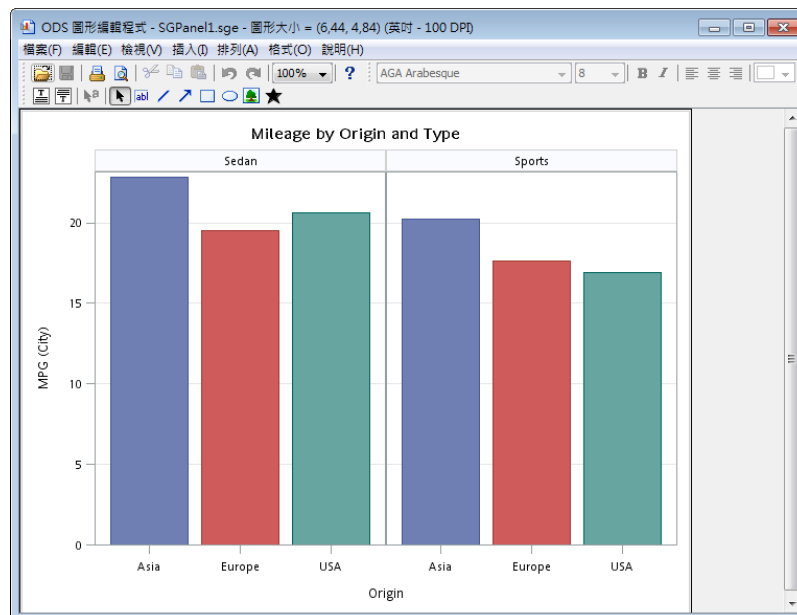 ODS 圖形編輯程式 - SGPanel1.sge - 圖形大小 = (6,44, 4,84) (英吋 - 100 DPI)
檔案(F) 編輯(E) 檢視(V) 插入(I) 排列(A) 格式(O) 說明(H)
100% ? AGA Arabesque 8 B I
T T a abl
Mileage by Origin and Type
Sedan Sports
20
15
MPG (City)
10
5
0
Asia Europe USA Asia Europe USA
Origin